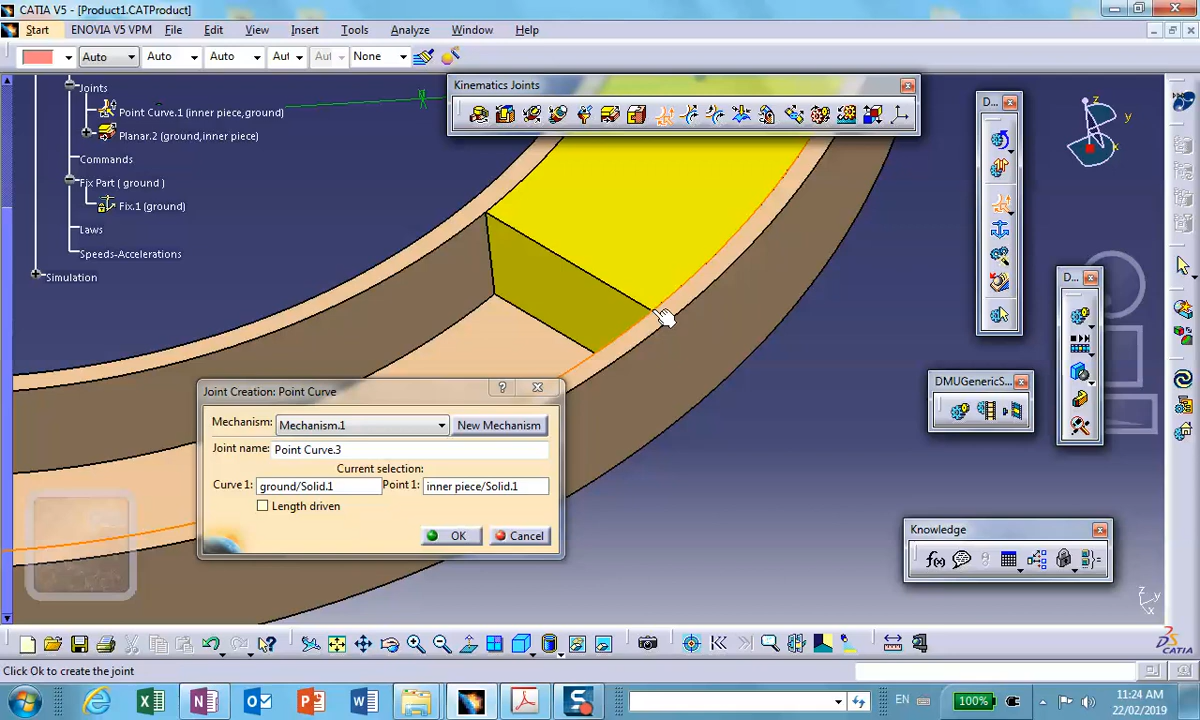 CATIA V5 - [Product1.CATProduct]
Start ENOVIA V5 VPM File Edit View Insert Tools Analyze Window Help
Auto Auto Auto Aut Aut None
Joints
Point Curve.1 (inner piece,ground)
Planar.2 (ground,inner piece)
Commands
Fix Part ( ground )
Fix.1 (ground)
Laws
Speeds-Accelerations
Simulation
Kinematics Joints
D...
z
y
x
D...
DMUGenericS...
Joint Creation: Point Curve
Mechanism: Mechanism.1 New Mechanism
Joint name: Point Curve.3
Current selection:
Curve 1: ground/Solid.1 Point 1: inner piece/Solid.1
Length driven
OK Cancel
Knowledge
f(x)
z
y
x
CATIA
Click Ok to create the joint
EN 100% 11:24 AM
22/02/2019